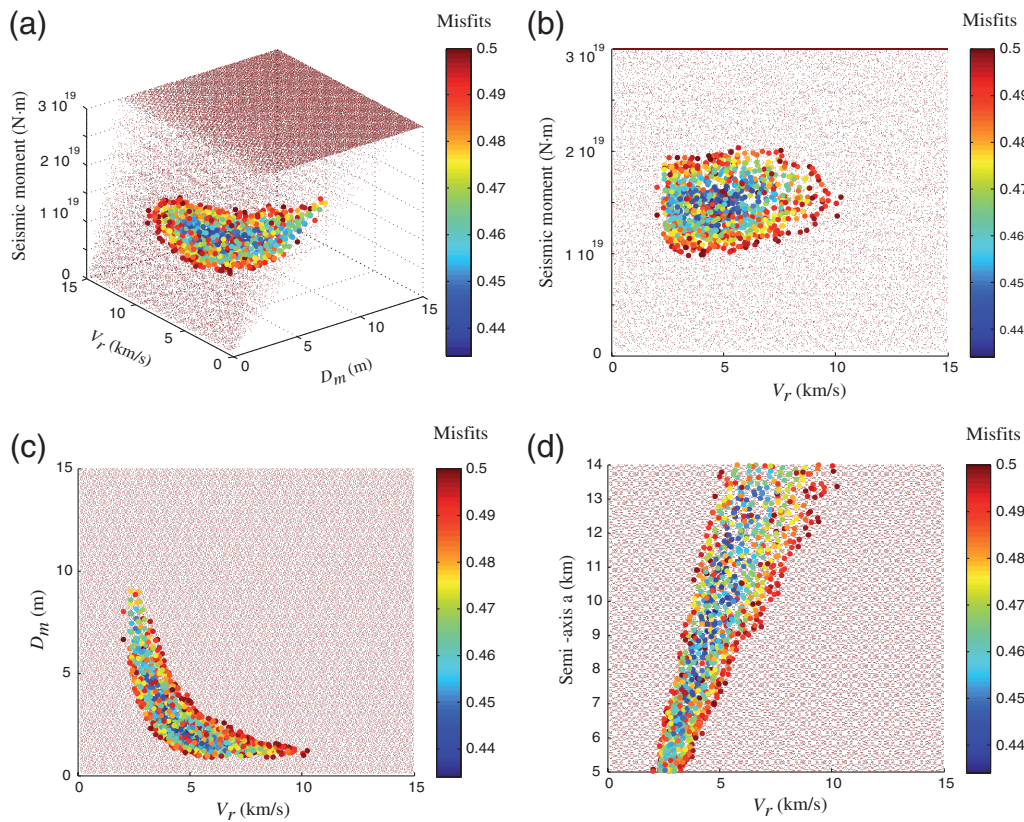 (a)
Misfits
0.5
0.49
0.48
0.47
0.46
0.45
0.44
Seismic moment (N·m)
3 10^19
2 10^19
1 10^19
0
15
10
5
0
V_r (km/s)
0
5
10
15
D_m (m)
(b)
Misfits
0.5
0.49
0.48
0.47
0.46
0.45
0.44
Seismic moment (N·m)
3 10^19
2 10^19
1 10^19
0
0 5 10 15
V_r (km/s)
(c)
Misfits
0.5
0.49
0.48
0.47
0.46
0.45
0.44
D_m (m)
15
10
5
0
0 5 10 15
V_r (km/s)
(d)
Misfits
0.5
0.49
0.48
0.47
0.46
0.45
0.44
Semi -axis a (km)
14
13
12
11
10
9
8
7
6
5
0 5 10 15
V_r (km/s)